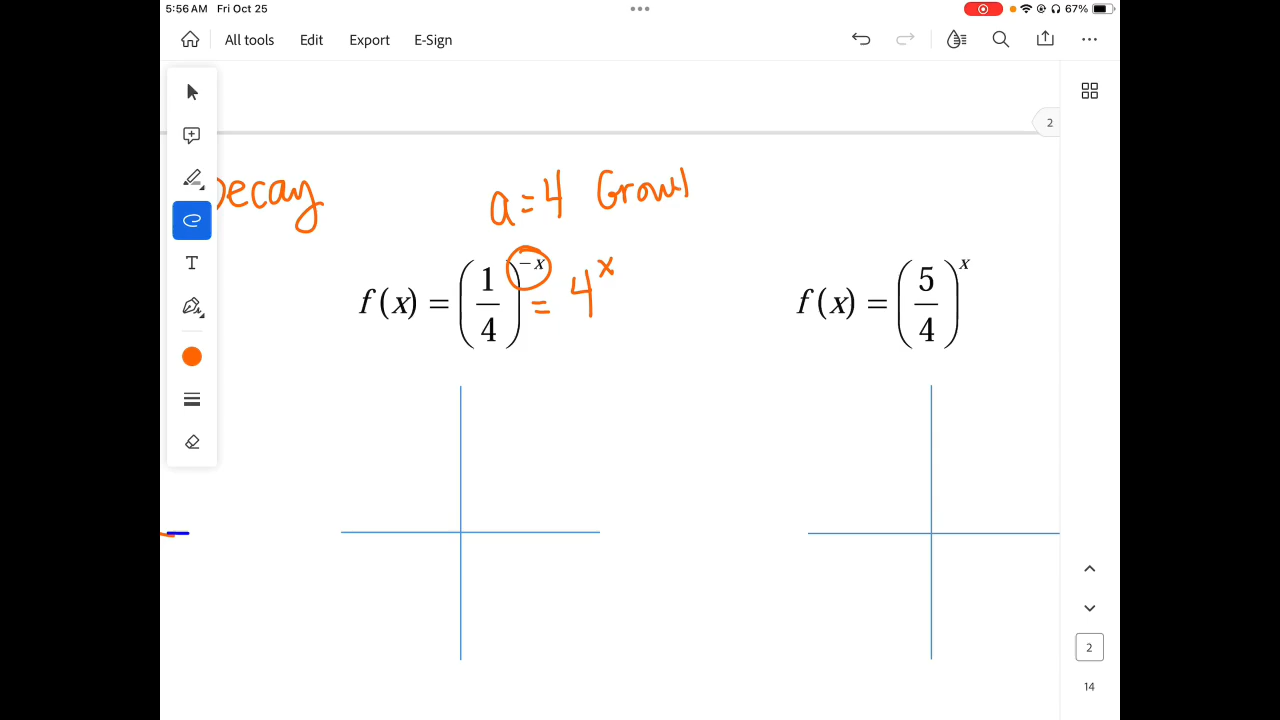 5:56 AM Fri Oct 25 67%
All tools Edit Export E-Sign
2
Decay a = 4 Growt
f(x) = (1/4)^{-x} = 4^x
f(x) = (5/4)^x
T
2
14